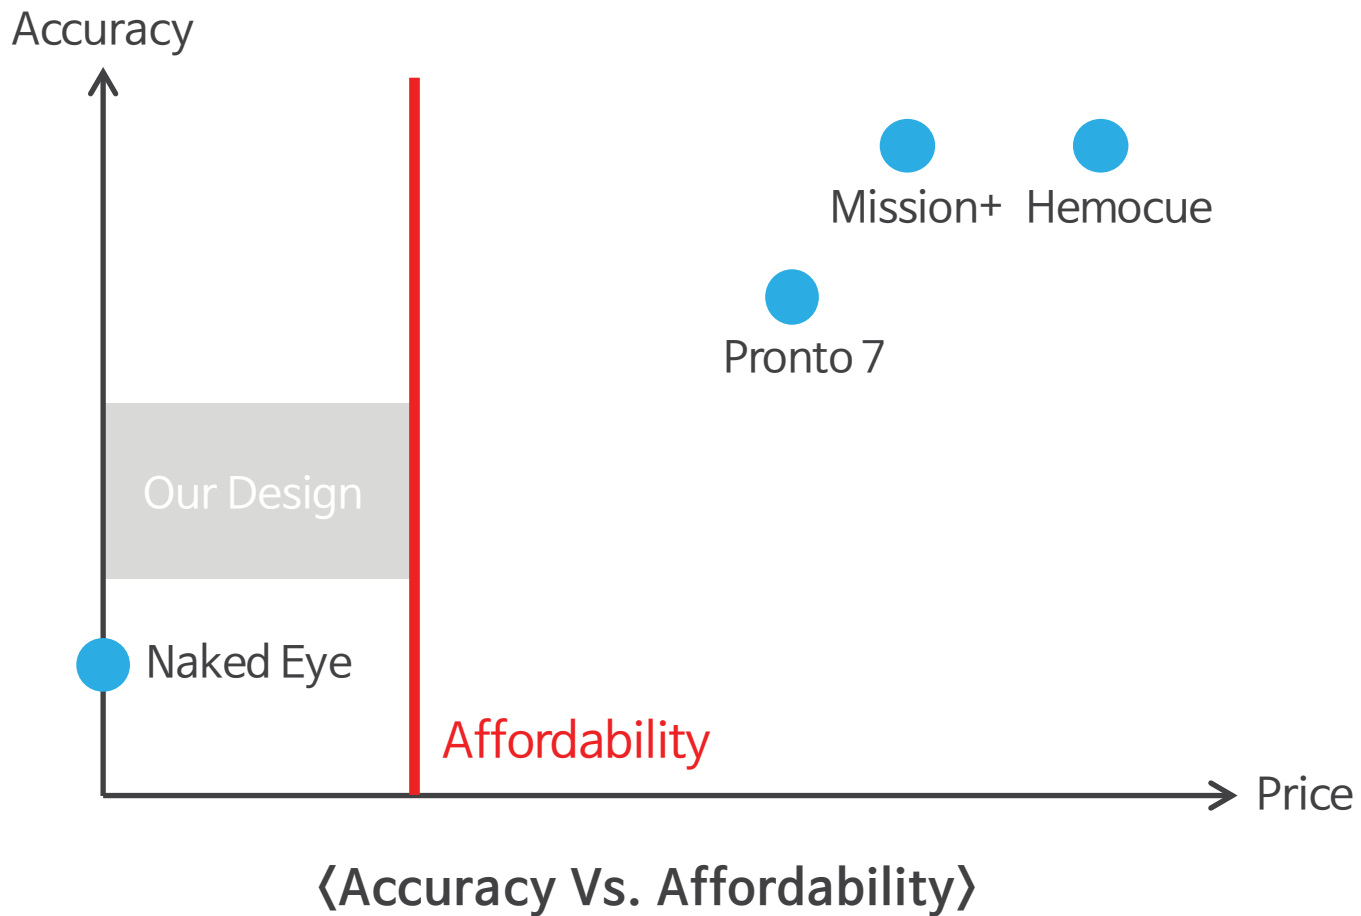 Accuracy
Mission+ Hemocue
Pronto 7
Our Design
Naked Eye
Affordability
Price
〈Accuracy Vs. Affordability〉